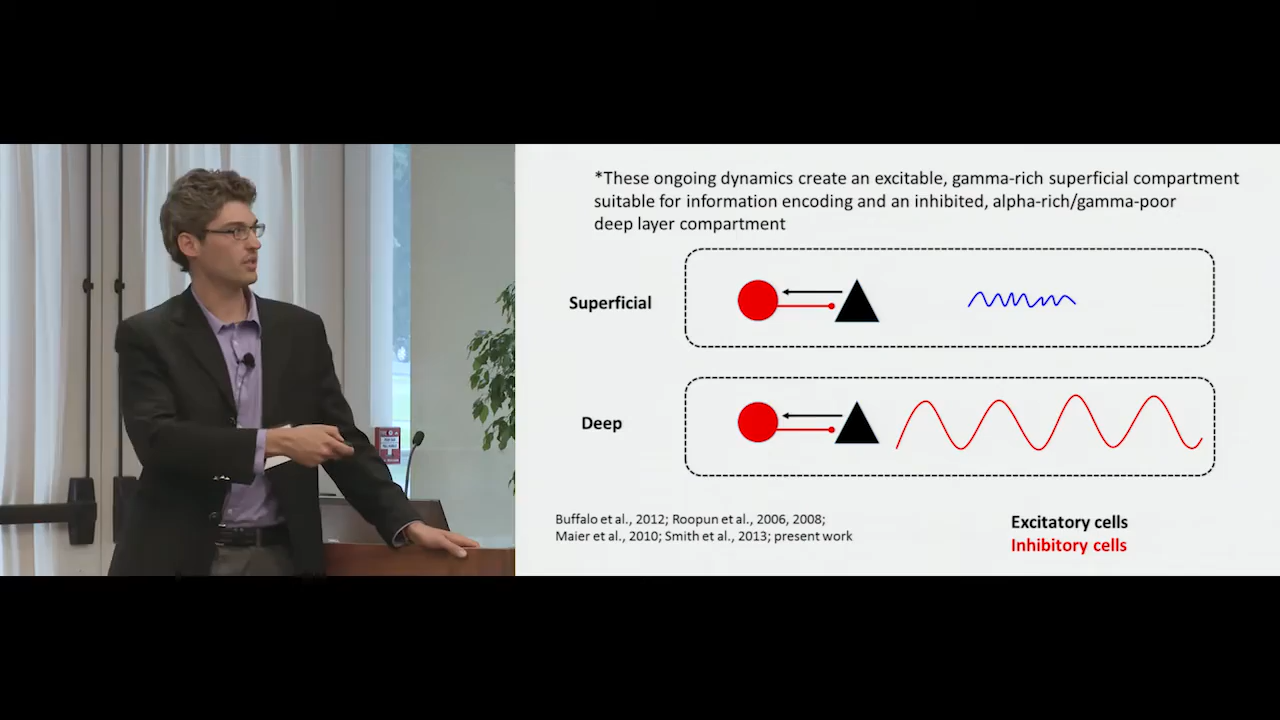 *These ongoing dynamics create an excitable, gamma-rich superficial compartment
suitable for information encoding and an inhibited, alpha-rich/gamma-poor
deep layer compartment
Superficial
Deep
Buffalo et al., 2012; Roopun et al., 2006, 2008;
Maier et al., 2010; Smith et al., 2013; present work
Excitatory cells
Inhibitory cells